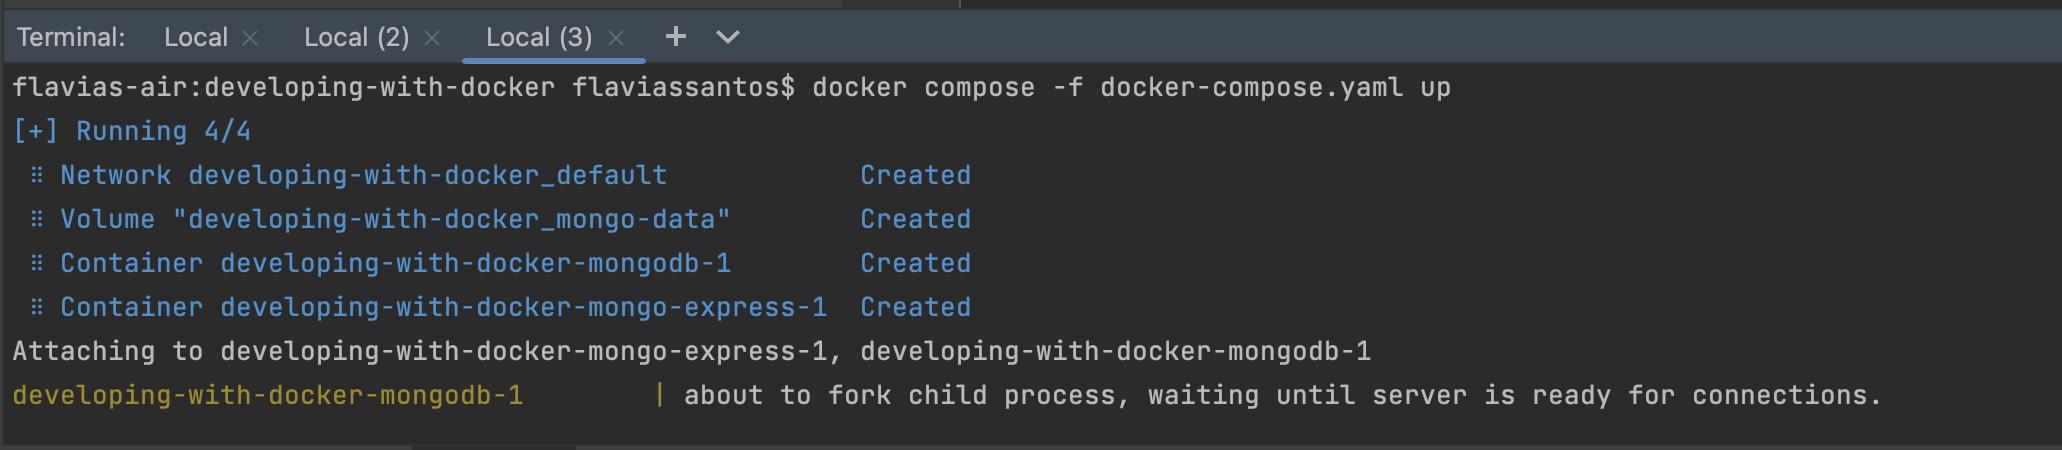 Terminal: Local × Local (2) × Local (3) × +
flavias-air:developing-with-docker flaviassantos$ docker compose -f docker-compose.yaml up
[+] Running 4/4
⠿ Network developing-with-docker_default Created
⠿ Volume "developing-with-docker_mongo-data" Created
⠿ Container developing-with-docker-mongodb-1 Created
⠿ Container developing-with-docker-mongo-express-1 Created
Attaching to developing-with-docker-mongo-express-1, developing-with-docker-mongodb-1
developing-with-docker-mongodb-1 | about to fork child process, waiting until server is ready for connections.